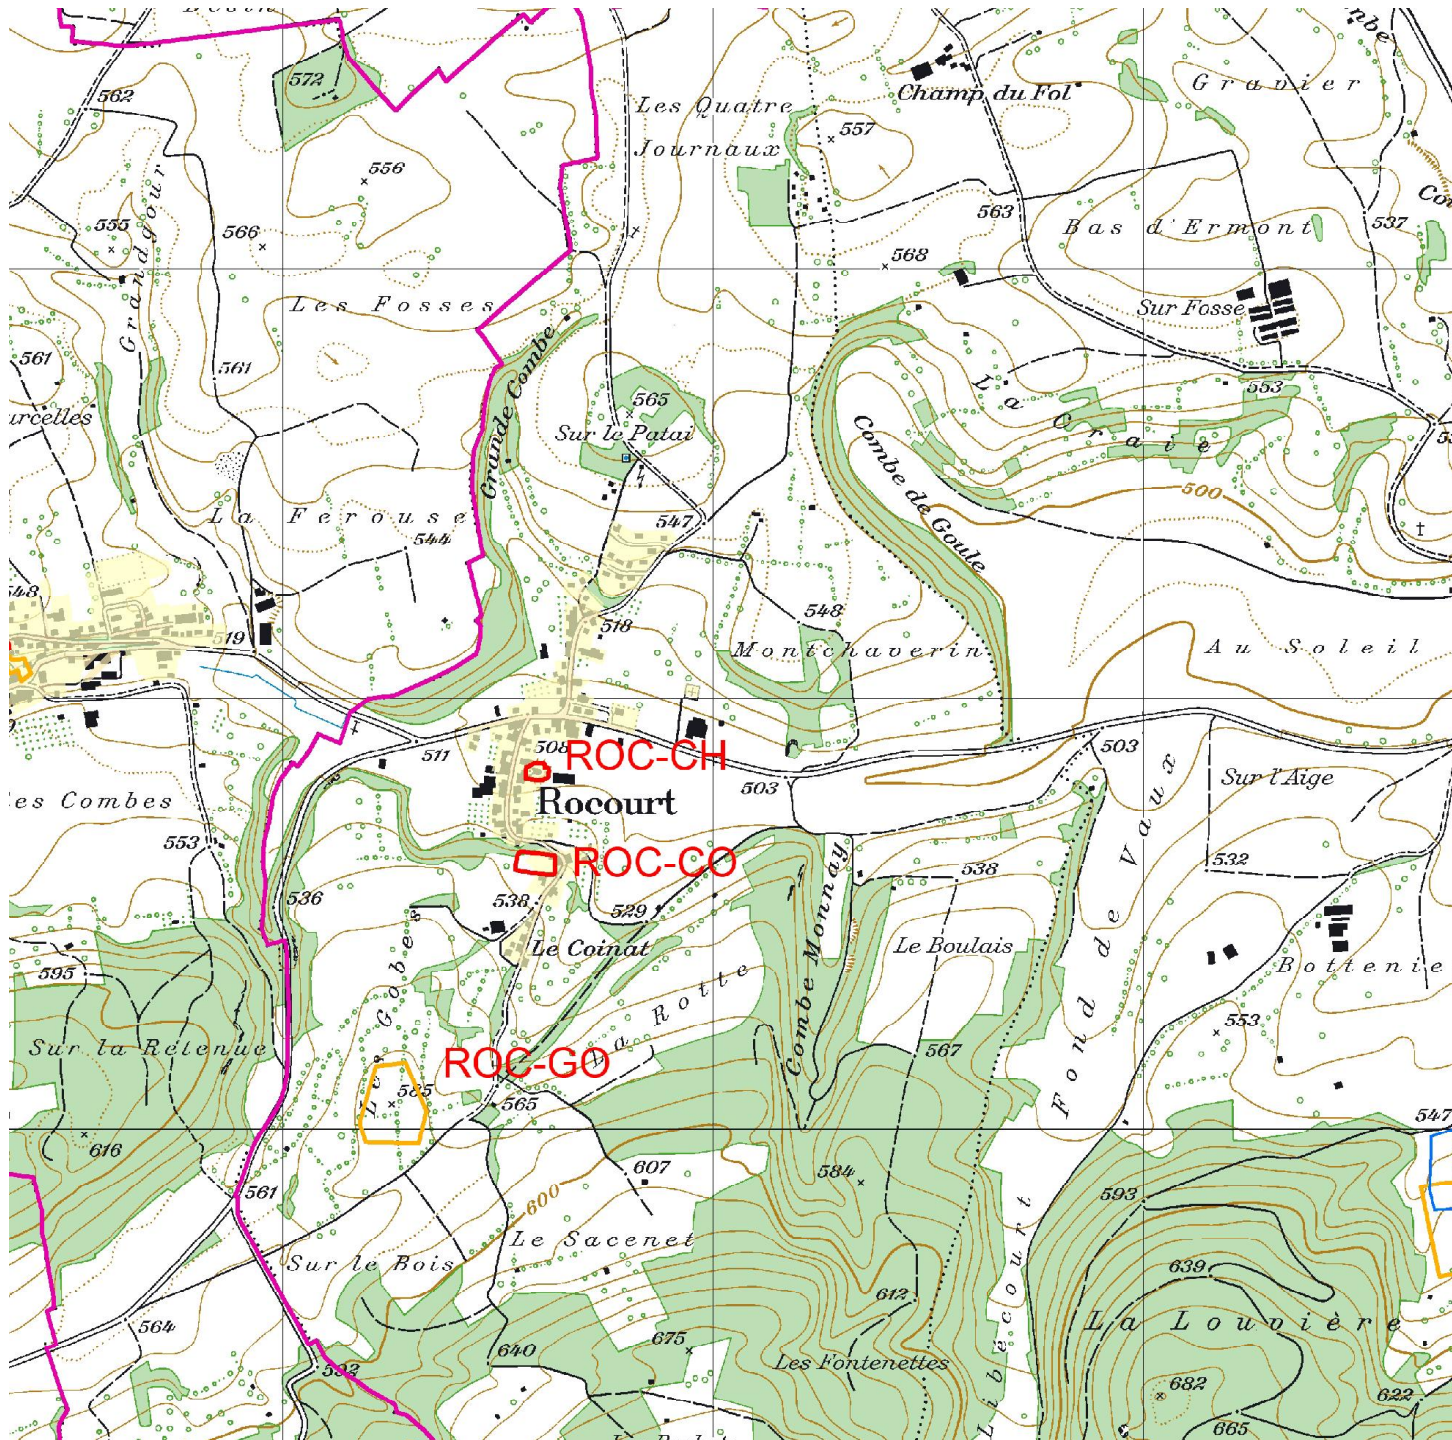 572
562
Les Quatre
Journaux
Champ du Fol
Gravier
557
556
555
566
Grandgour
563
Bas d'Ermont
537
568
Les Fosses
Sur Fosse
561
561
Grande Combe
565
Sur le Patai
La Craie
553
Combe de Goule
500
La Ferouse
544
547
548
518
519
Montchaverin
Au Soleil
511
508
ROC-CH
Rocourt
503
503
Sur l'Aige
es Combes
553
ROC-CO
536
538
529
Le Coinat
Combe Monnay
538
532
Le Boulais
Fond de Vaux
Bottenie
595
Les Gobes
La Rotte
553
Sur la Retenue
ROC-GO
585
565
567
547
616
561
607
584
593
600
Le Sacenet
Sur le Bois
639
612
La Louvière
564
592
640
675
Les Fontenettes
Libécourt
682
622
665